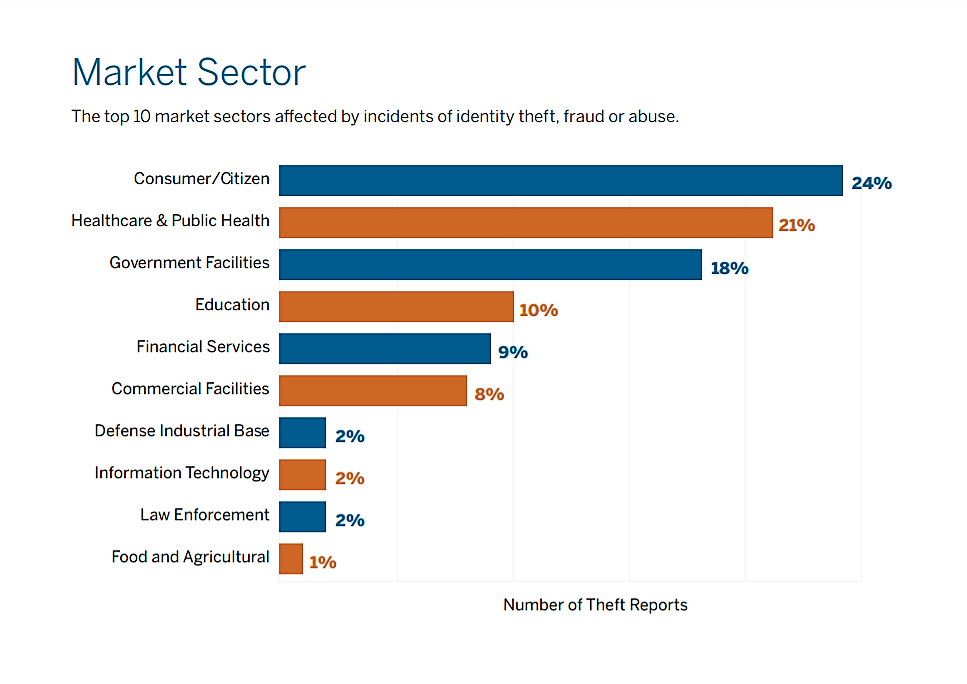 Market Sector
The top 10 market sectors affected by incidents of identity theft, fraud or abuse.
Consumer/Citizen 24%
Healthcare & Public Health 21%
Government Facilities 18%
Education 10%
Financial Services 9%
Commercial Facilities 8%
Defense Industrial Base 2%
Information Technology 2%
Law Enforcement 2%
Food and Agricultural 1%
Number of Theft Reports